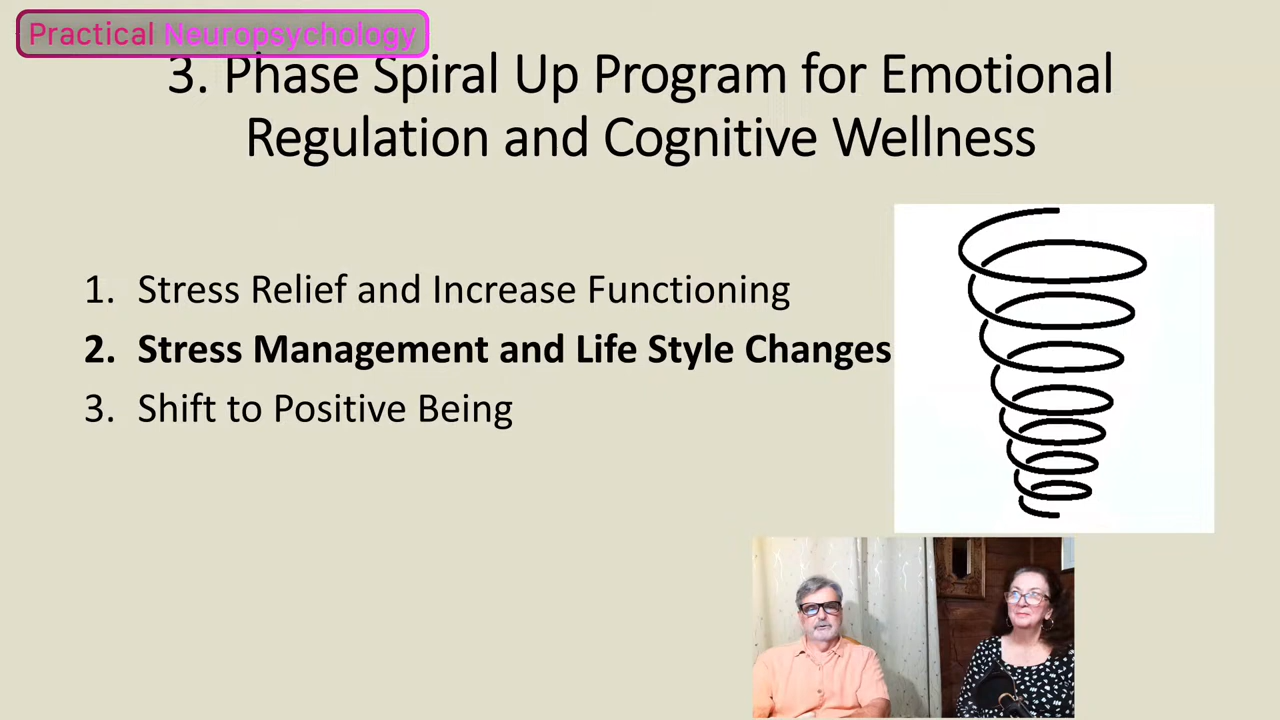 Practical Neuropsychology
3. Phase Spiral Up Program for Emotional
Regulation and Cognitive Wellness
1. Stress Relief and Increase Functioning
2. Stress Management and Life Style Changes
3. Shift to Positive Being